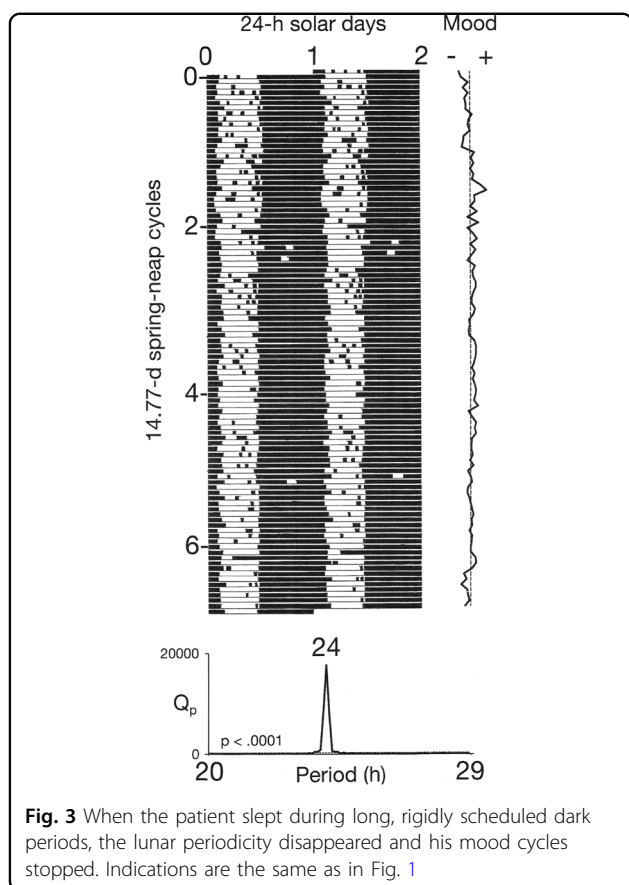 24-h solar days Mood
0 1 2 - +
0
2
4
6
14.77-d spring-neap cycles
24
20000
Qp
p < .0001
0
20 29
Period (h)
Fig. 3 When the patient slept during long, rigidly scheduled dark
periods, the lunar periodicity disappeared and his mood cycles
stopped. Indications are the same as in Fig. 1